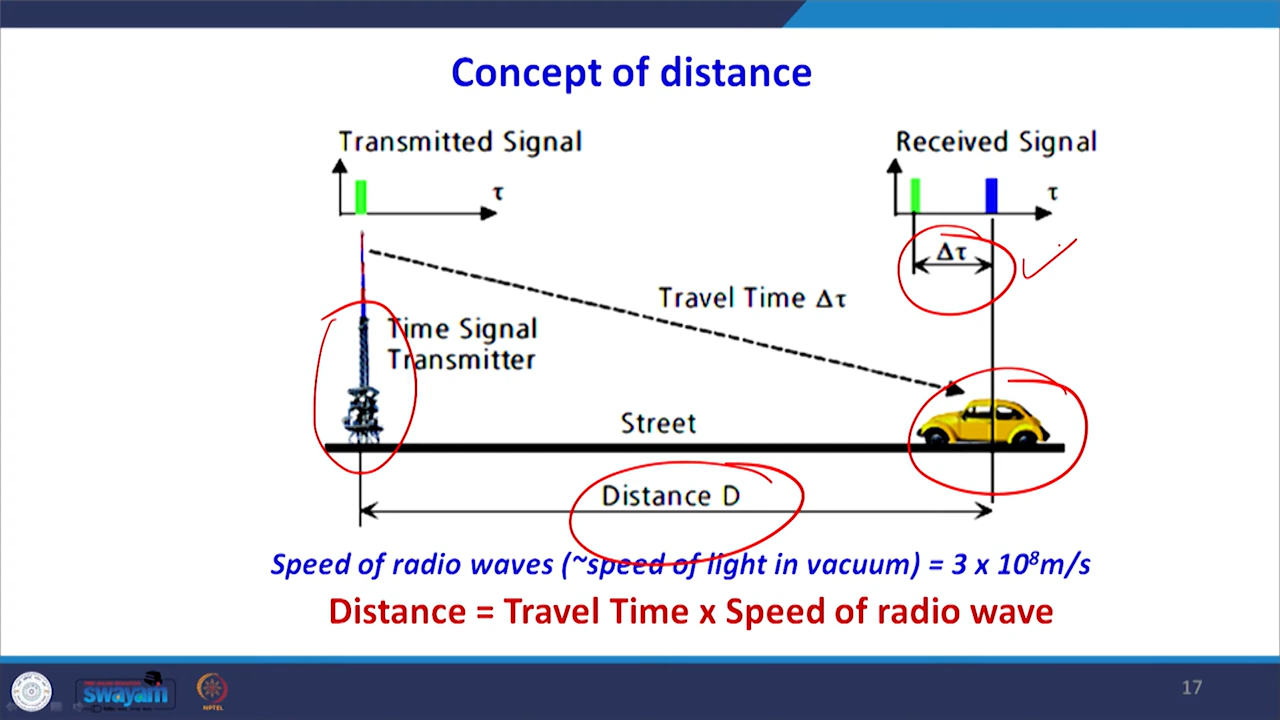 Concept of distance
Transmitted Signal
Received Signal
τ
τ
Δτ
Travel Time Δτ
Time Signal
Transmitter
Street
Distance D
Speed of radio waves (~speed of light in vacuum) = 3 x 10⁸m/s
Distance = Travel Time x Speed of radio wave
swayam
NPTEL
17